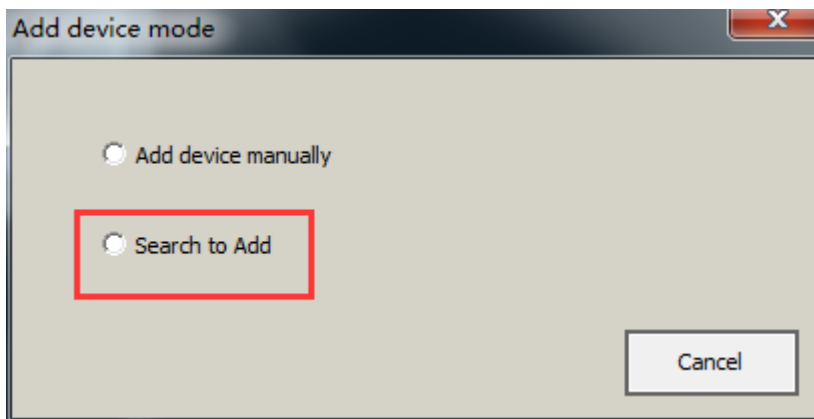 Add device mode
Add device manually
Search to Add
Cancel